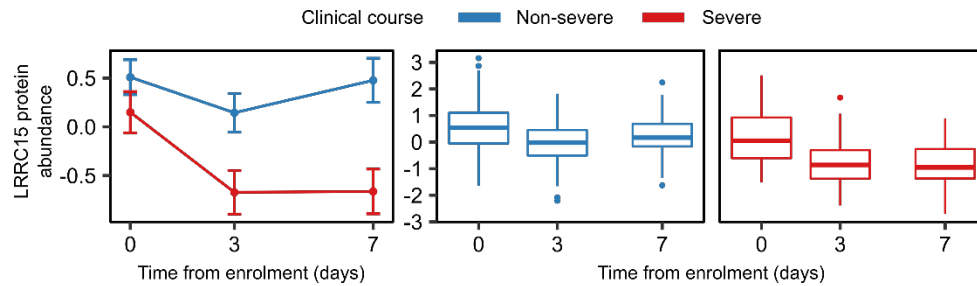 Clinical course Non-severe Severe
LRRC15 protein
abundance
0.5
0.0
-0.5
0 3 7
Time from enrolment (days)
3
2
1
0
-1
-2
-3
0 3 7
0 3 7
Time from enrolment (days)